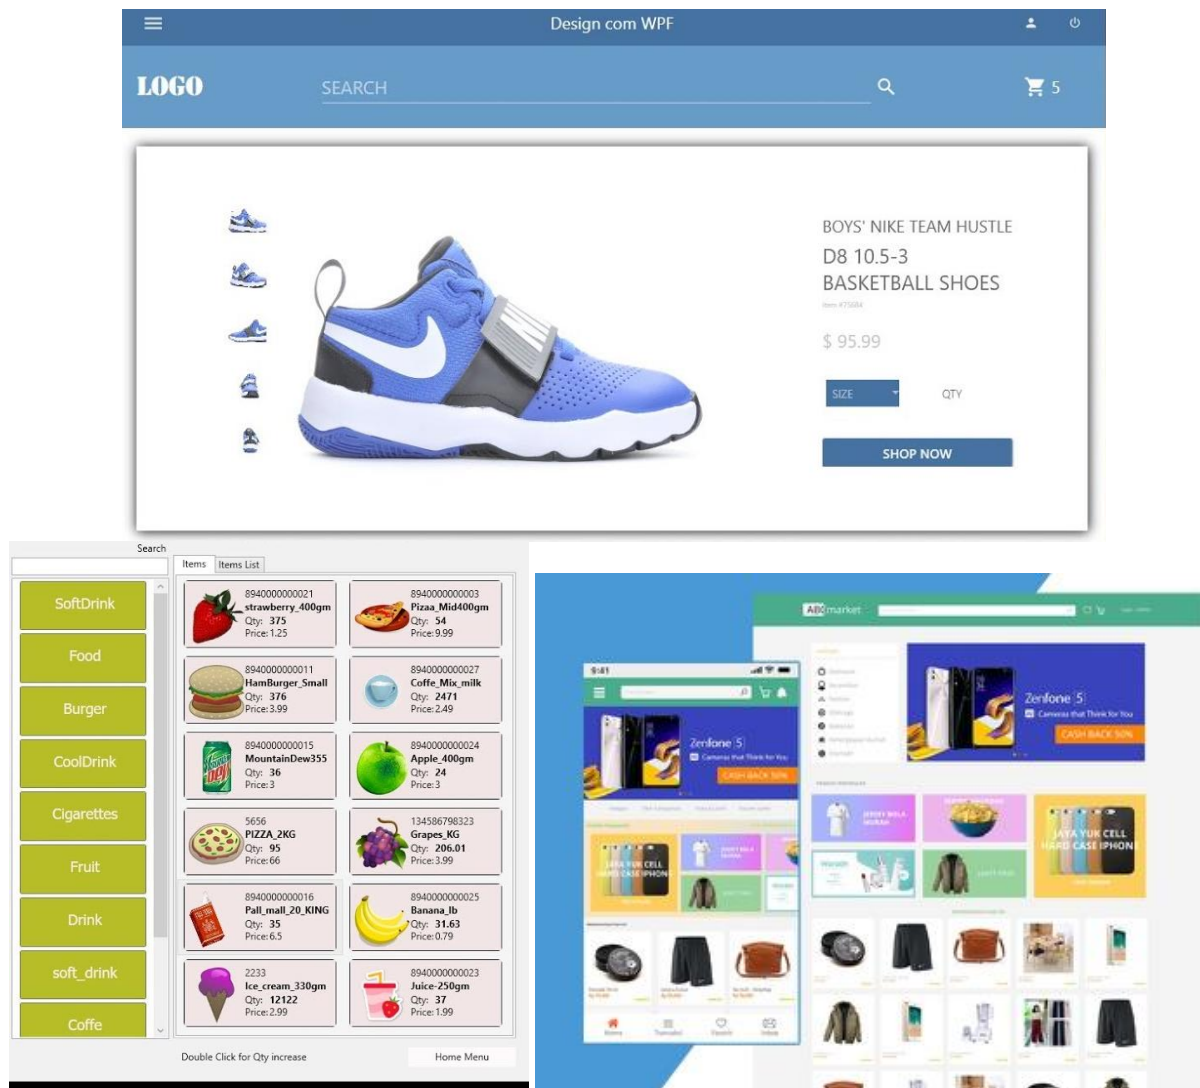 Design com WPF
LOGO
SEARCH
5
BOYS' NIKE TEAM HUSTLE
D8 10.5-3
BASKETBALL SHOES
$ 95.99
SIZE
QTY
SHOP NOW
Search
Items
Items List
SoftDrink
Food
Burger
CoolDrink
Cigarettes
Fruit
Drink
soft_drink
Coffe
8940000000021
strawberry_400gm
Qty: 375
Price: 1.25
8940000000003
Pizaa_Mid400gm
Qty: 54
Price: 9.99
8940000000011
HamBurger_Small
Qty: 376
Price: 3.99
8940000000027
Coffe_Mix_milk
Qty: 2471
Price: 2.49
8940000000015
MountainDew355
Qty: 36
Price: 3
8940000000024
Apple_400gm
Qty: 24
Price: 3
5656
PIZZA_2KG
Qty: 95
Price: 66
134586798323
Grapes_KG
Qty: 206.01
Price: 3.99
8940000000016
Pall_mall_20_KING
Qty: 35
Price: 6.5
8940000000025
Banana_lb
Qty: 31.63
Price: 0.79
2233
Ice_cream_330gm
Qty: 12122
Price: 2.99
8940000000023
Juice-250gm
Qty: 37
Price: 1.99
Double Click for Qty increase
Home Menu
9:41
Zenfone 5
Cameras that Think for You
CASH BACK 50%
JAYA YUK CELL
HARD CASE IPHONE
Home
market
Zenfone 5
Cameras that Think for You
CASH BACK 50%
JERSEY BOLA
MURAH
JAYA YUK CELL
HARD CASE IPHON